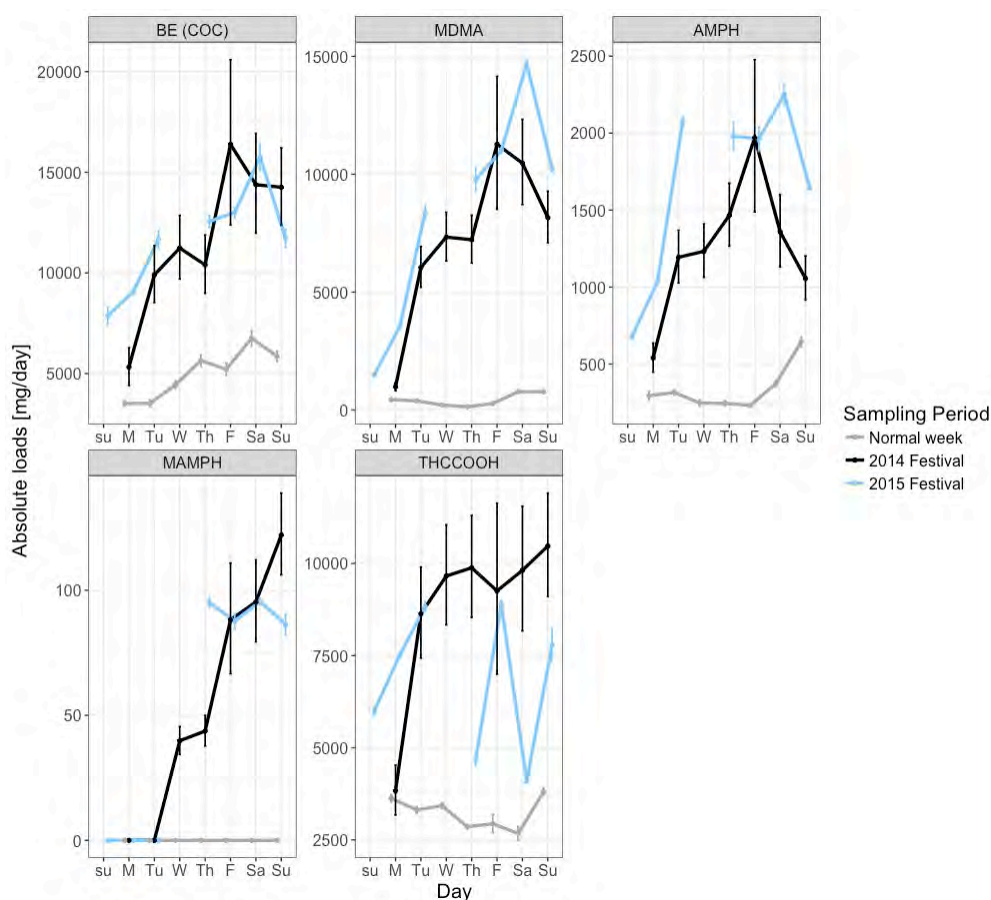 BE (COC) MDMA AMPH
20000
15000
10000
5000
15000
10000
5000
0
2500
2000
1500
1000
500
su M Tu W Th F Sa Su
su M Tu W Th F Sa Su
su M Tu W Th F Sa Su
Absolute loads [mg/day]
MAMPH THCCOOH
100
50
0
10000
7500
5000
2500
su M Tu W Th F Sa Su
su M Tu W Th F Sa Su
Day
Sampling Period
Normal week
2014 Festival
2015 Festival